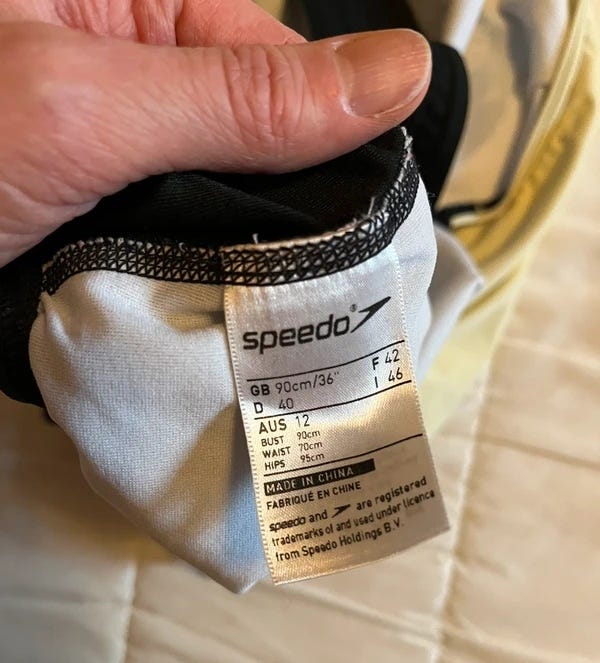 speedo®
GB 90cm/36" F 42
D 40 I 46
AUS 12
BUST 90cm
WAIST 70cm
HIPS 95cm
MADE IN CHINA
FABRIQUÉ EN CHINE
speedo and are registered
trademarks of and used under licence
from Speedo Holdings B.V.